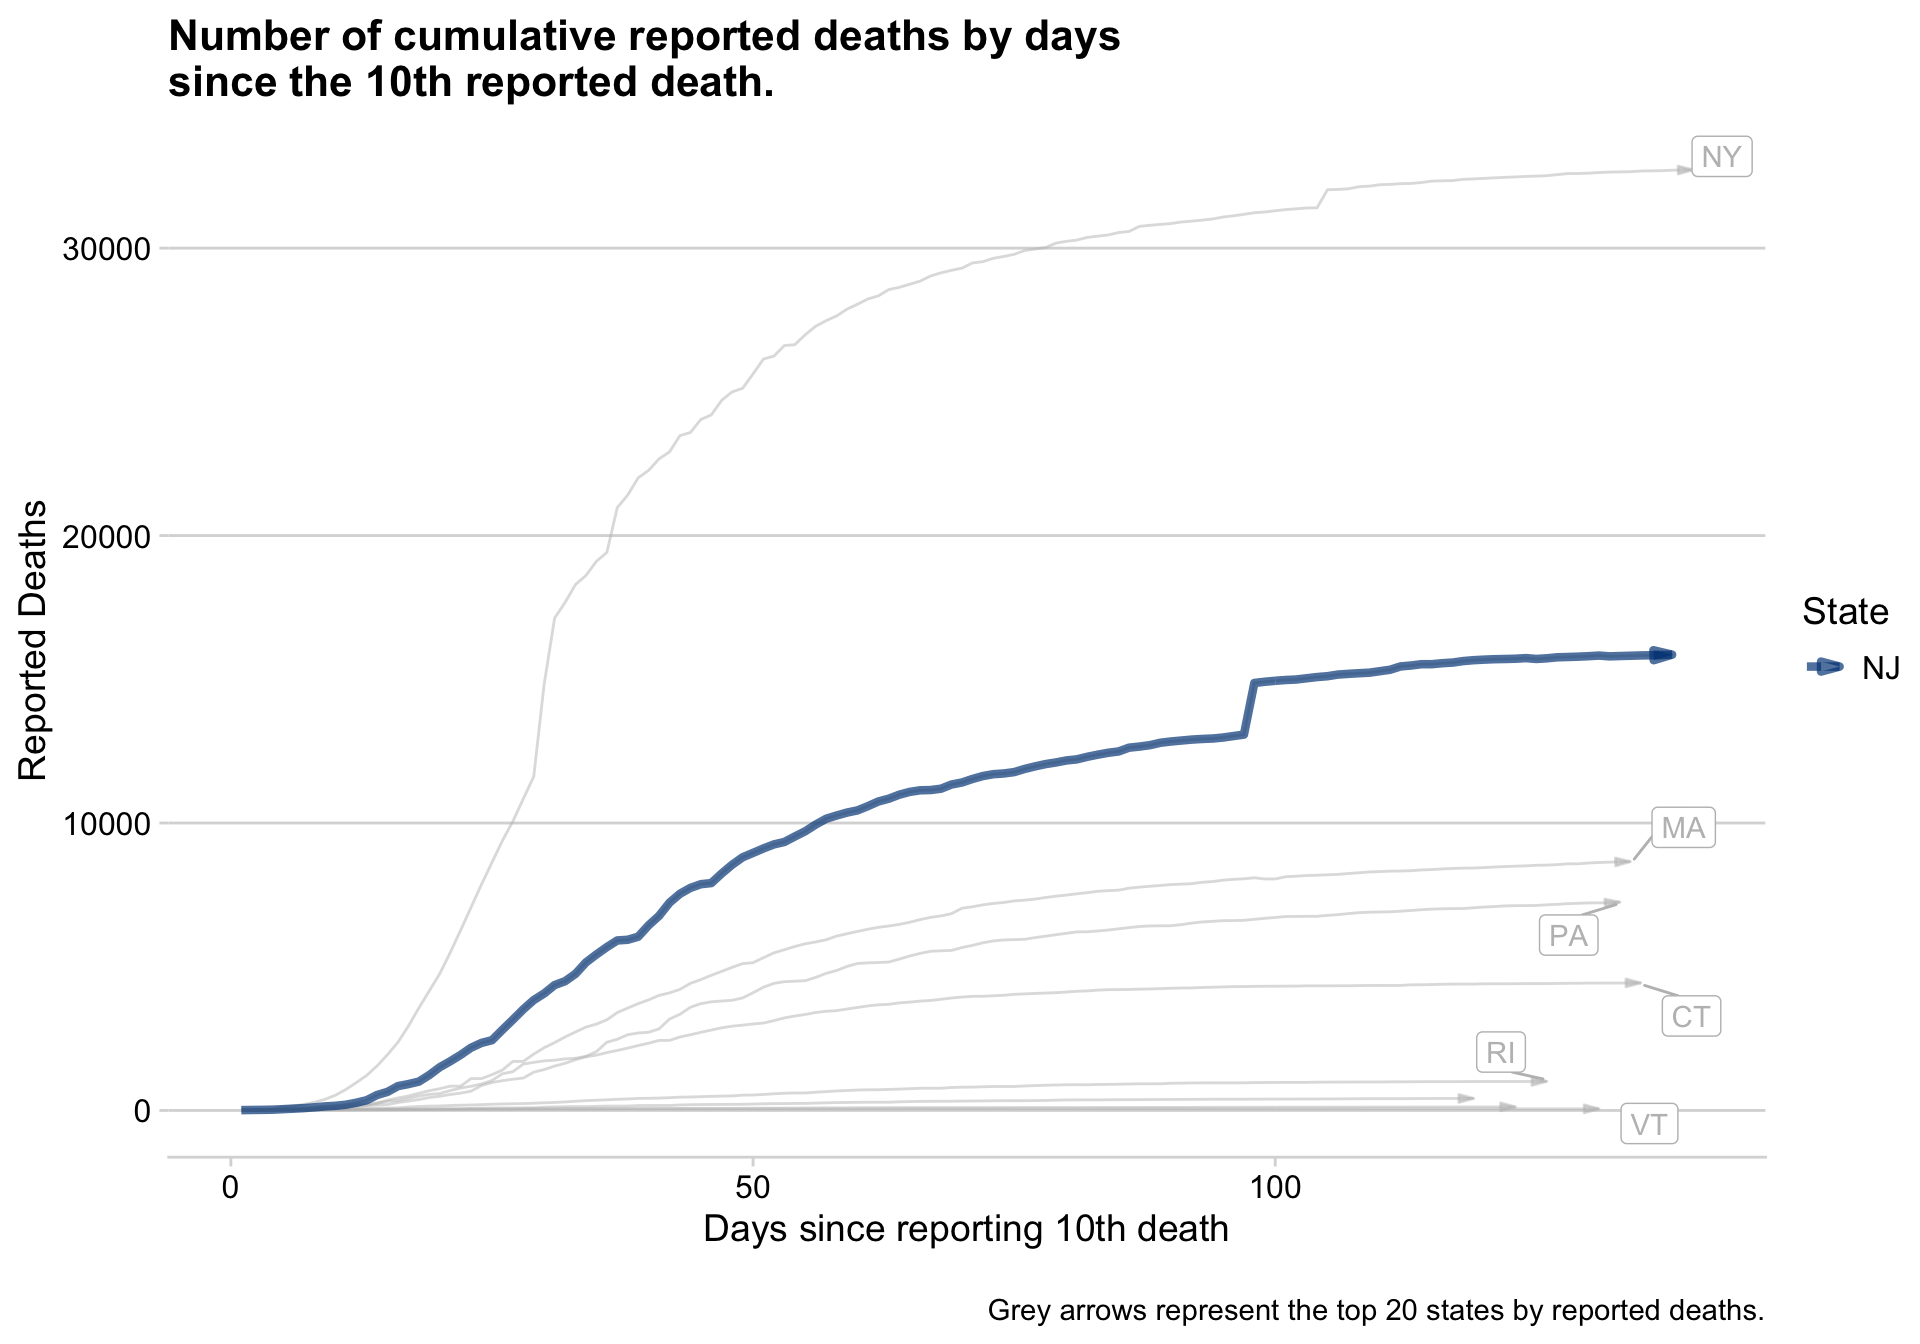 Number of cumulative reported deaths by days
since the 10th reported death.
NY
30000
20000
Reported Deaths
State
NJ
10000
MA
PA
CT
RI
0
VT
0
50
100
Days since reporting 10th death
Grey arrows represent the top 20 states by reported deaths.